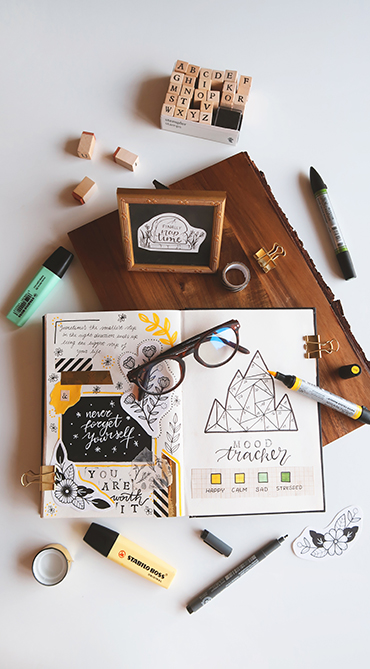 A B C D E
F G H I K
S N O P Q R
M T
W X Y Z
FINALLY
nap
time
Sometimes the smallest step
in the right direction ends up
being the biggest step
of your life
never
forget
yourself
YOU
ARE
worth
IT
MOOD
tracker
HAPPY CALM SAD STRESSED
STABILO BOSS